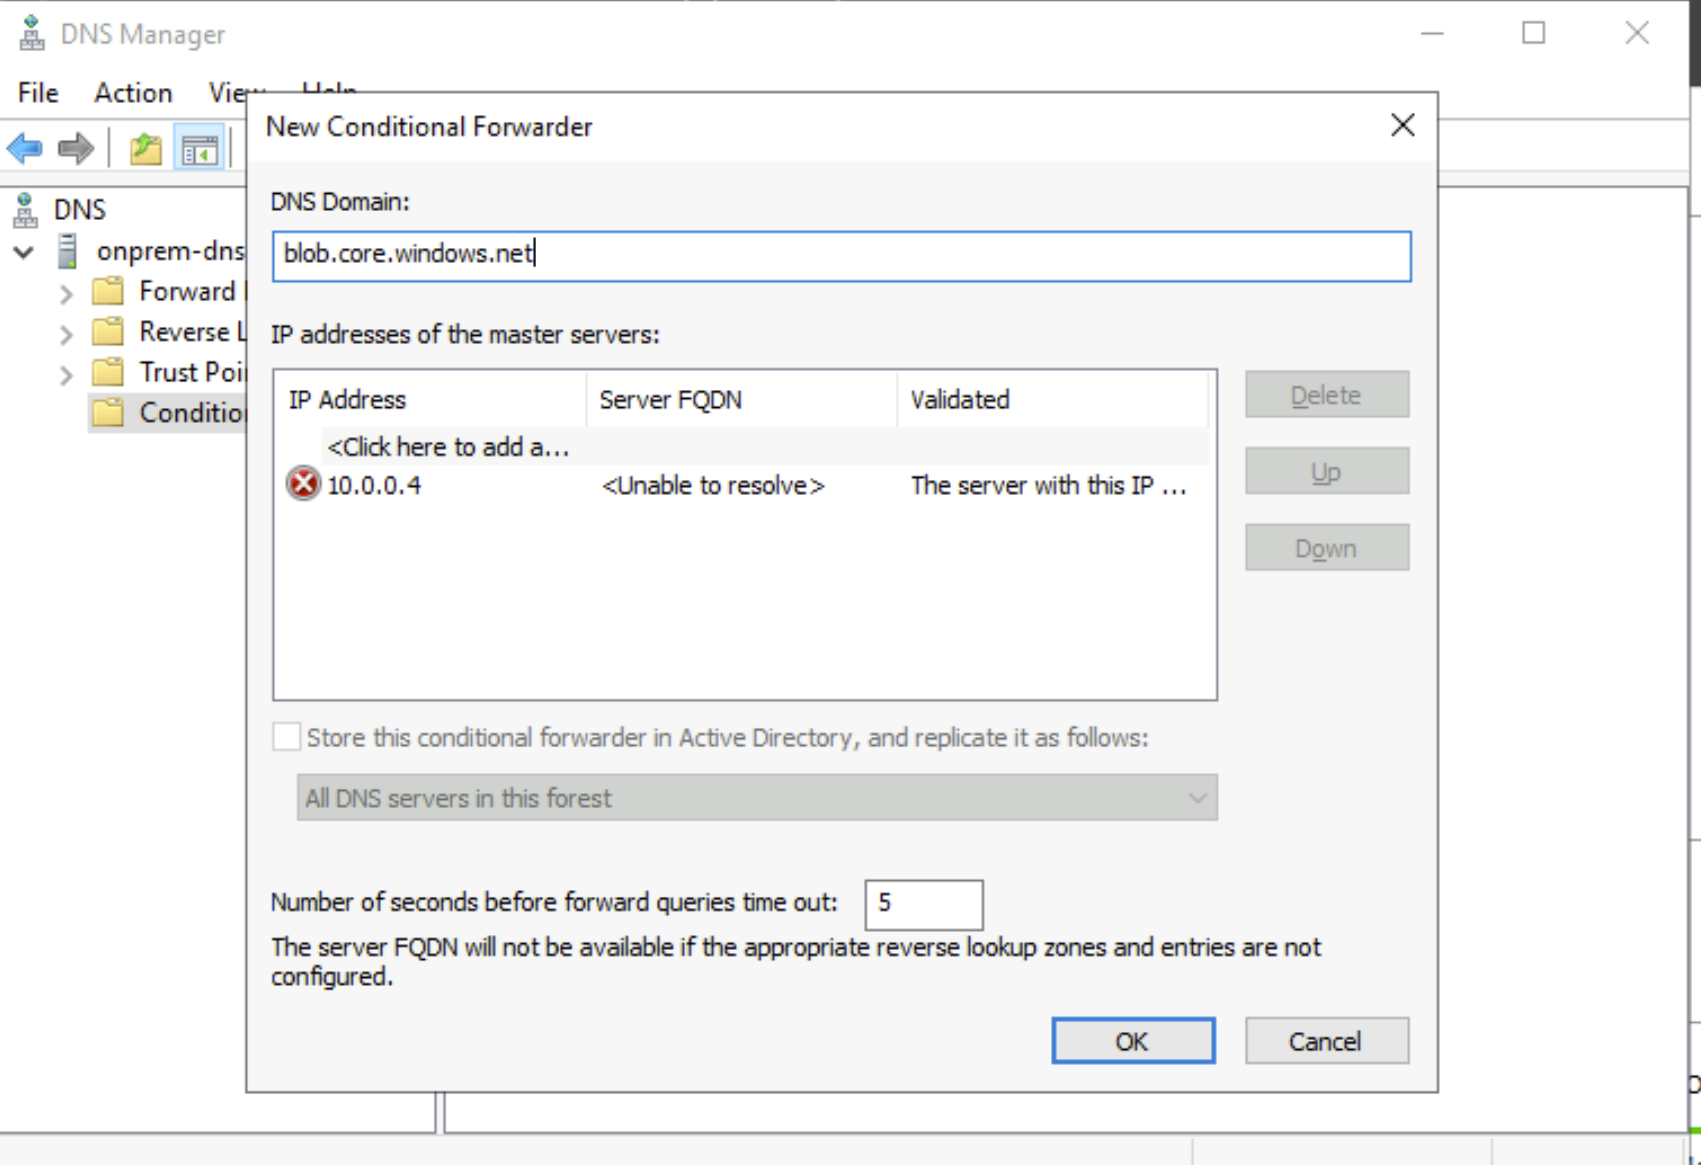 DNS Manager
File Action View Help
New Conditional Forwarder
DNS Domain:
DNS
blob.core.windows.net
onprem-dns
Forward
Reverse L
IP addresses of the master servers:
Trust Poi
IP Address Server FQDN Validated
Delete
Conditio
<Click here to add a...
Up
10.0.0.4 <Unable to resolve> The server with this IP ...
Down
Store this conditional forwarder in Active Directory, and replicate it as follows:
All DNS servers in this forest
Number of seconds before forward queries time out: 5
The server FQDN will not be available if the appropriate reverse lookup zones and entries are not
configured.
OK Cancel